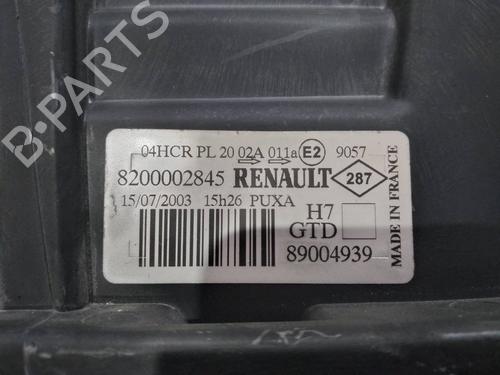 04HCR PL 20 02A 011a E2 9057
8200002845 RENAULT 287
15/07/2003 15h26 PUXA
H7
GTD
89004939
MADE IN FRANCE
B-PARTS